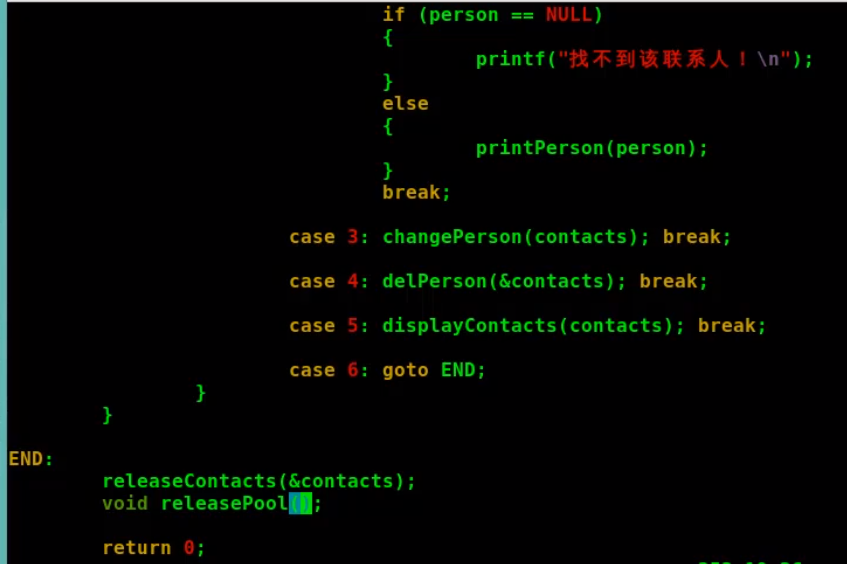 if (person == NULL)
{
printf("找不到该联系人！\n");
}
else
{
printPerson(person);
}
break;
case 3: changePerson(contacts); break;
case 4: delPerson(&contacts); break;
case 5: displayContacts(contacts); break;
case 6: goto END;
}
}
END:
releaseContacts(&contacts);
void releasePool();
return 0;